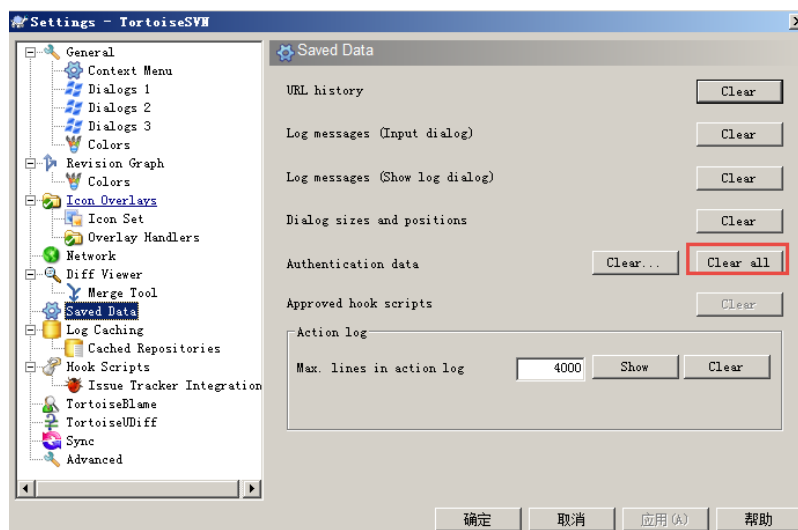 Settings - TortoiseSVN
General
Context Menu
Dialogs 1
Dialogs 2
Dialogs 3
Colors
Revision Graph
Colors
Icon Overlays
Icon Set
Overlay Handlers
Network
Diff Viewer
Merge Tool
Saved Data
Log Caching
Cached Repositories
Hook Scripts
Issue Tracker Integration
TortoiseBlame
TortoiseUDiff
Sync
Advanced
Saved Data
URL history Clear
Log messages (Input dialog) Clear
Log messages (Show log dialog) Clear
Dialog sizes and positions Clear
Authentication data Clear... Clear all
Approved hook scripts Clear
Action log
Max. lines in action log 4000 Show Clear
确定 取消 应用(A) 帮助